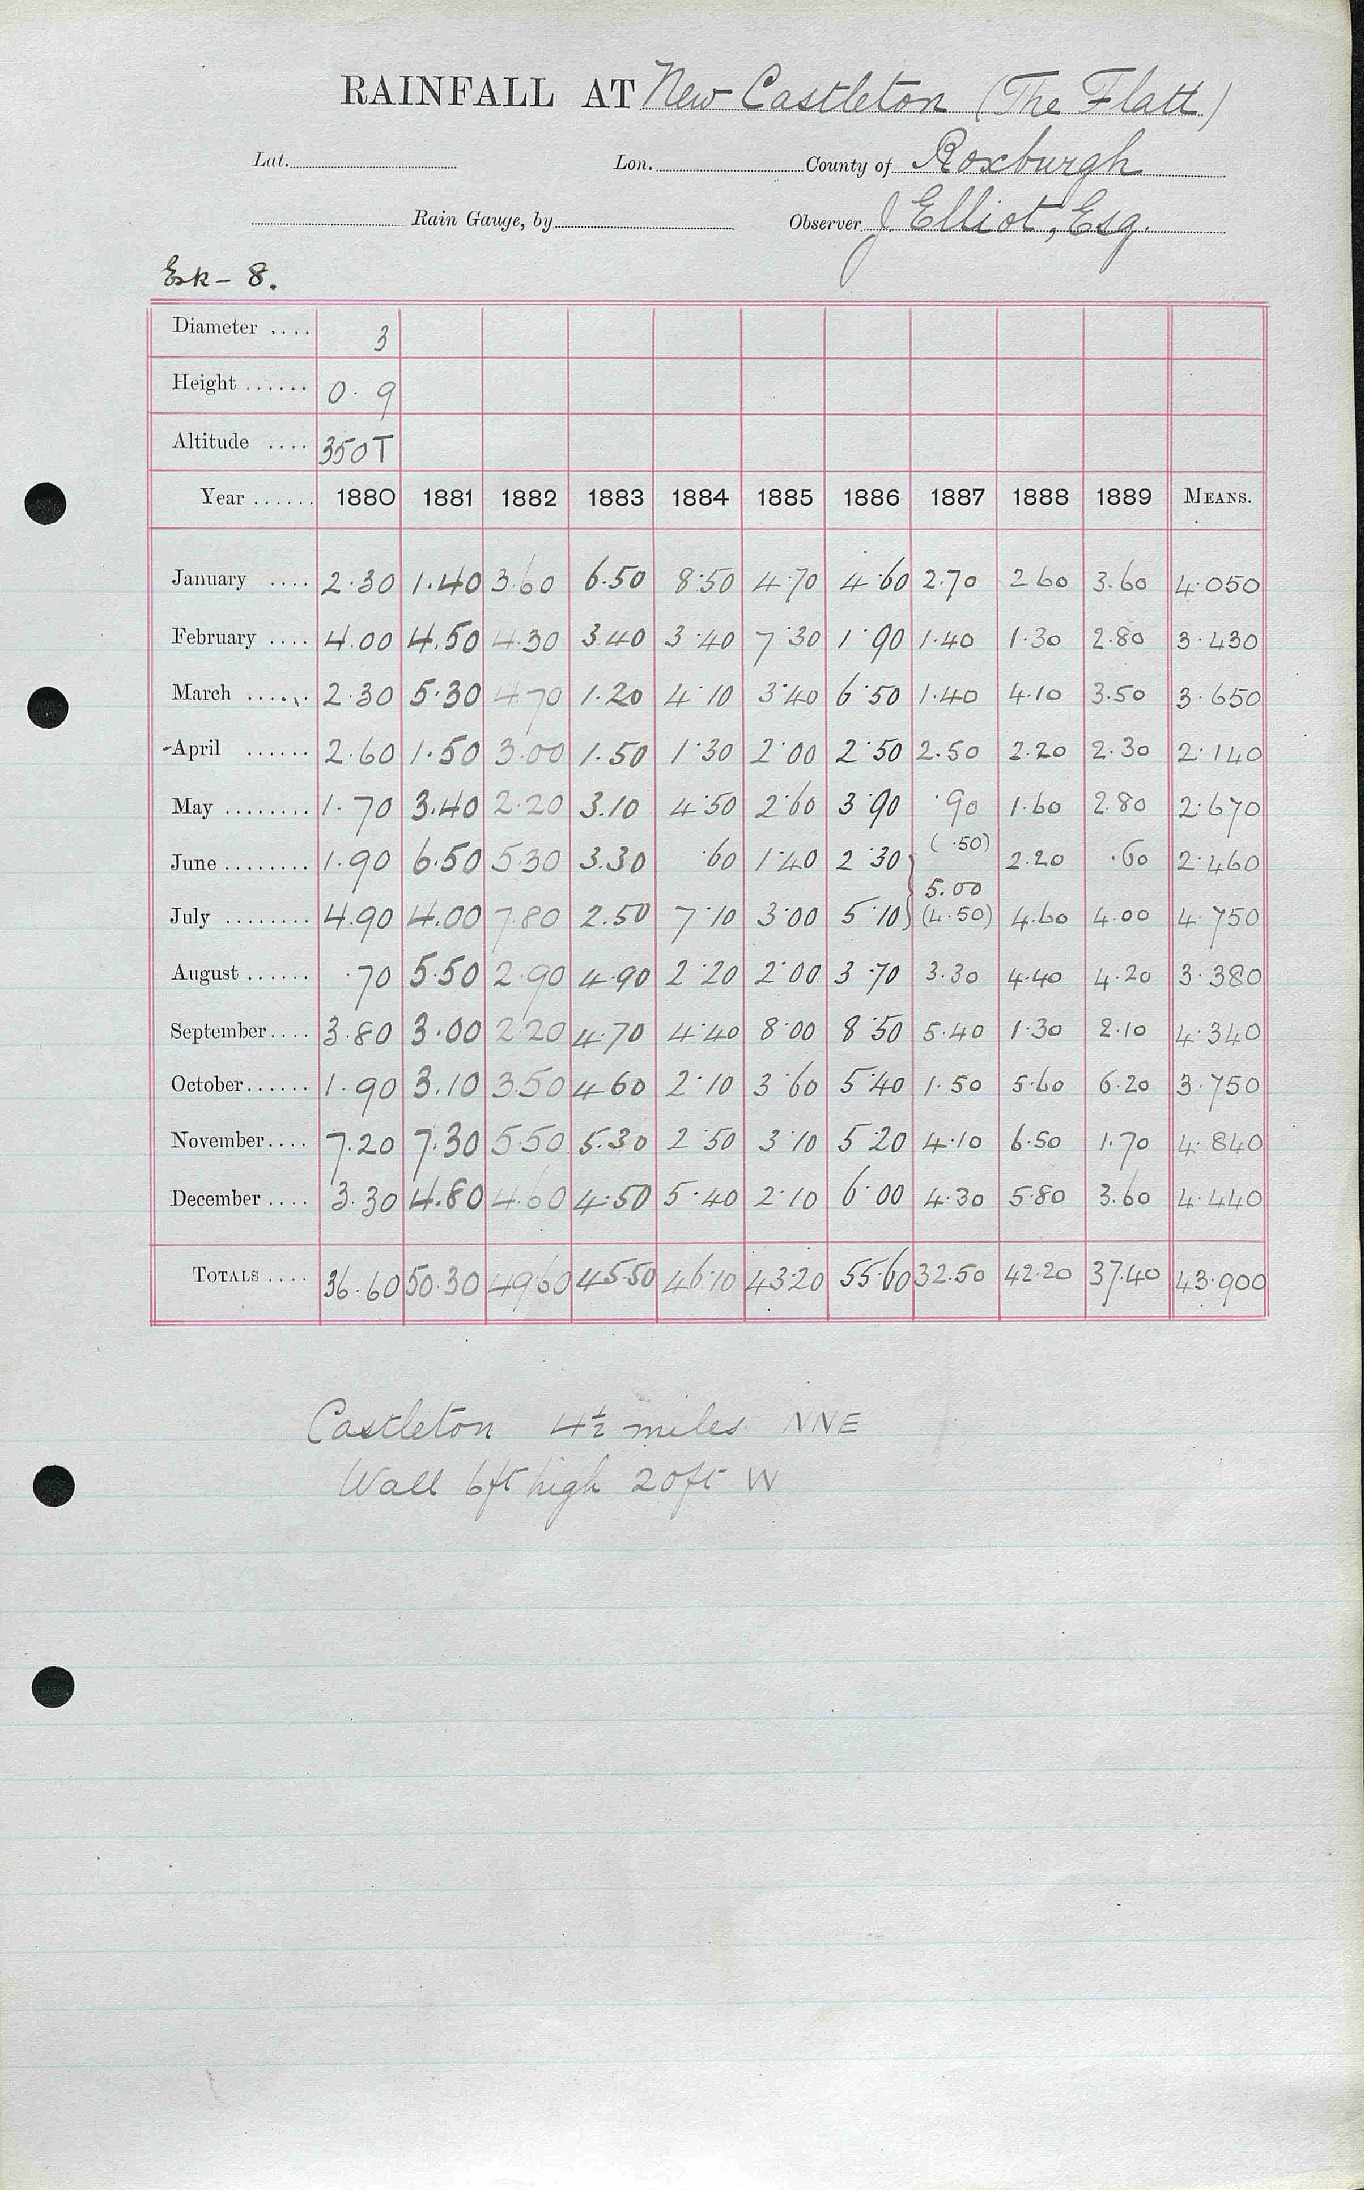 RAINFALL AT New Castleton (The Flatt)
Lat. Lon. County of Roxburgh
Rain Gauge, by Observer J Elliot, Esq.
Esk - 8.
Diameter .... 3
Height ...... 0.9
Altitude .... 350T
Year ...... 1880 1881 1882 1883 1884 1885 1886 1887 1888 1889 MEANS.
January .... 2.30 1.40 3.60 6.50 8.50 4.70 4.60 2.70 2.60 3.60 4.050
February .... 4.00 4.50 4.30 3.40 3.40 7.30 1.90 1.40 1.30 2.80 3.430
March ...... 2.30 5.30 4.70 1.20 4.10 3.40 6.50 1.40 4.10 3.50 3.650
April ...... 2.60 1.50 3.00 1.50 1.30 2.00 2.50 2.50 2.20 2.30 2.140
May ........ 1.70 3.40 2.20 3.10 4.50 2.60 3.90 .90 1.60 2.80 2.670
June ........ 1.90 6.50 5.30 3.30 .60 1.40 2.30 (.50) 2.20 .60 2.460
5.00
July ........ 4.90 4.00 7.80 2.50 7.10 3.00 5.10 (4.50) 4.60 4.00 4.750
August ...... .70 5.50 2.90 4.90 2.20 2.00 3.70 3.30 4.40 4.20 3.380
September .... 3.80 3.00 2.20 4.70 4.40 8.00 8.50 5.40 1.30 2.10 4.340
October ...... 1.90 3.10 3.50 4.60 2.10 3.60 5.40 1.50 5.60 6.20 3.750
November .... 7.20 7.30 5.50 5.30 2.50 3.10 5.20 4.10 6.50 1.70 4.840
December .... 3.30 4.80 4.60 4.50 5.40 2.10 6.00 4.30 5.80 3.60 4.440
TOTALS .... 36.60 50.30 49.60 45.50 46.10 43.20 55.60 32.50 42.20 37.40 43.900
Castleton 4½ miles NNE
Wall 6ft high 20ft W